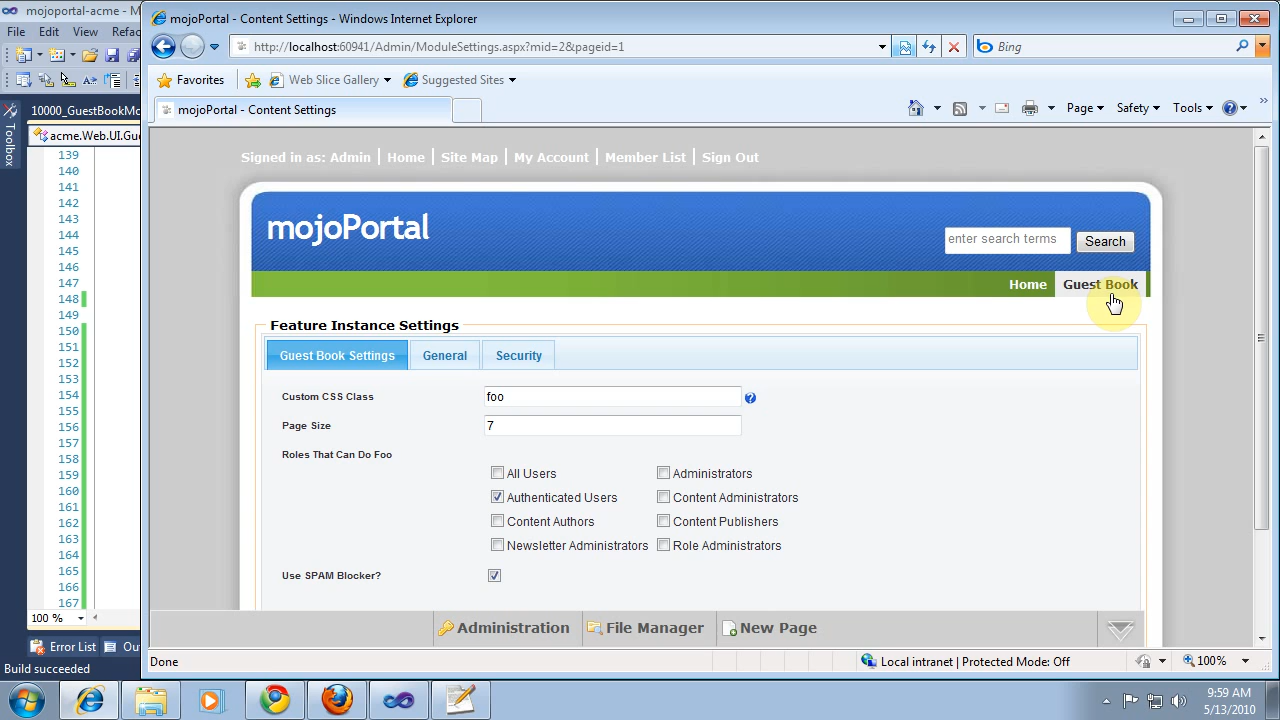 mojoportal-acme - M
File Edit View Refac
Toolbox
10000_GuestBookMo
acme.Web.UI.Gue
139
140
141
142
143
144
145
146
147
148
149
150
151
152
153
154
155
156
157
158
159
160
161
162
163
164
165
166
167
100 %
Error List Ou
Build succeeded
mojoPortal - Content Settings - Windows Internet Explorer
http://localhost:60941/Admin/ModuleSettings.aspx?mid=2&pageid=1
Bing
Favorites Web Slice Gallery Suggested Sites
mojoPortal - Content Settings
Page Safety Tools
Signed in as: Admin Home Site Map My Account Member List Sign Out
mojoPortal
enter search terms Search
Home Guest Book
Feature Instance Settings
Guest Book Settings General Security
Custom CSS Class foo
Page Size 7
Roles That Can Do Foo
All Users Administrators
Authenticated Users Content Administrators
Content Authors Content Publishers
Newsletter Administrators Role Administrators
Use SPAM Blocker?
Administration File Manager New Page
Done Local intranet | Protected Mode: Off 100%
9:59 AM
5/13/2010